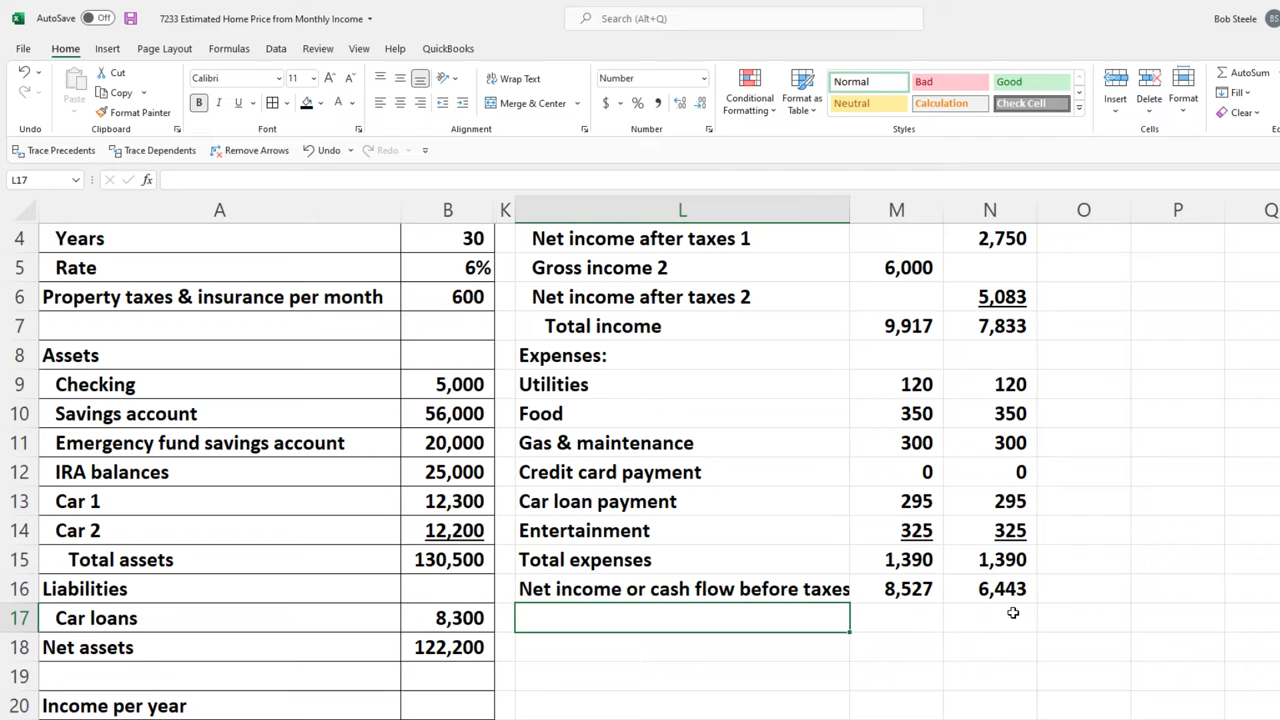 AutoSave Off 7233 Estimated Home Price from Monthly Income Search (Alt+Q) Bob Steele BS
File Home Insert Page Layout Formulas Data Review View Help QuickBooks
Cut Calibri 11 Wrap Text Number Normal Bad Good AutoSum
Paste Copy Conditional Format as Insert Delete Format Fill
Format Painter B I U Merge & Center $ % Formatting Table Neutral Calculation Check Cell Clear
Undo Clipboard Font Alignment Number Styles Cells
Trace Precedents Trace Dependents Remove Arrows Undo Redo
L17 fx
A B K L M N O P Q
4 Years 30 Net income after taxes 1 2,750
5 Rate 6% Gross income 2 6,000
6 Property taxes & insurance per month 600 Net income after taxes 2 5,083
7 Total income 9,917 7,833
8 Assets Expenses:
9 Checking 5,000 Utilities 120 120
10 Savings account 56,000 Food 350 350
11 Emergency fund savings account 20,000 Gas & maintenance 300 300
12 IRA balances 25,000 Credit card payment 0 0
13 Car 1 12,300 Car loan payment 295 295
14 Car 2 12,200 Entertainment 325 325
15 Total assets 130,500 Total expenses 1,390 1,390
16 Liabilities Net income or cash flow before taxes 8,527 6,443
17 Car loans 8,300
18 Net assets 122,200
19
20 Income per year